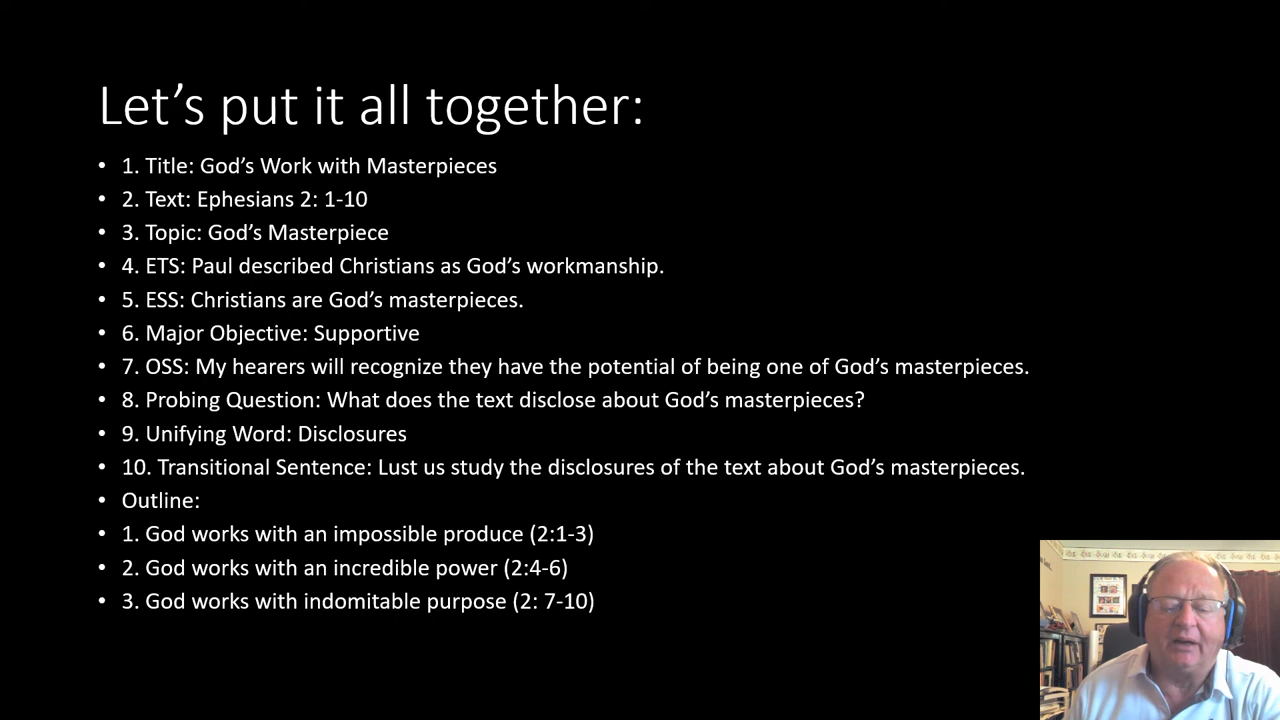 Let's put it all together:
• 1. Title: God's Work with Masterpieces
• 2. Text: Ephesians 2: 1-10
• 3. Topic: God's Masterpiece
• 4. ETS: Paul described Christians as God's workmanship.
• 5. ESS: Christians are God's masterpieces.
• 6. Major Objective: Supportive
• 7. OSS: My hearers will recognize they have the potential of being one of God's masterpieces.
• 8. Probing Question: What does the text disclose about God's masterpieces?
• 9. Unifying Word: Disclosures
• 10. Transitional Sentence: Lust us study the disclosures of the text about God's masterpieces.
• Outline:
• 1. God works with an impossible produce (2:1-3)
• 2. God works with an incredible power (2:4-6)
• 3. God works with indomitable purpose (2: 7-10)